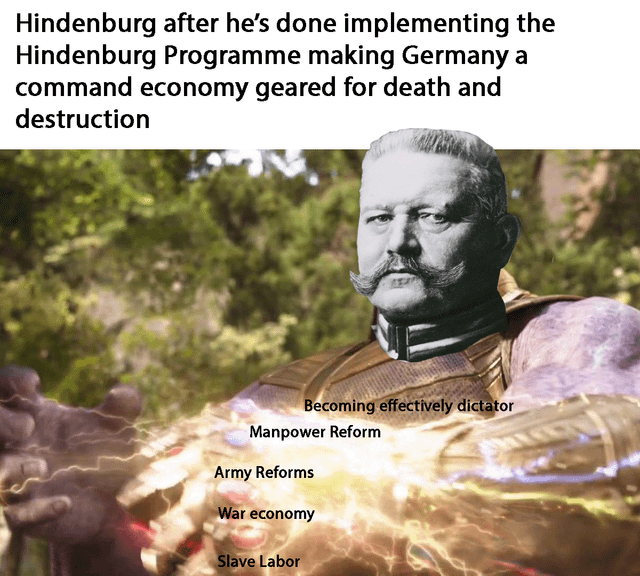 Hindenburg after he's done implementing the
Hindenburg Programme making Germany a
command economy geared for death and
destruction
Becoming effectively dictator
Manpower Reform
Army Reforms
War economy
Slave Labor